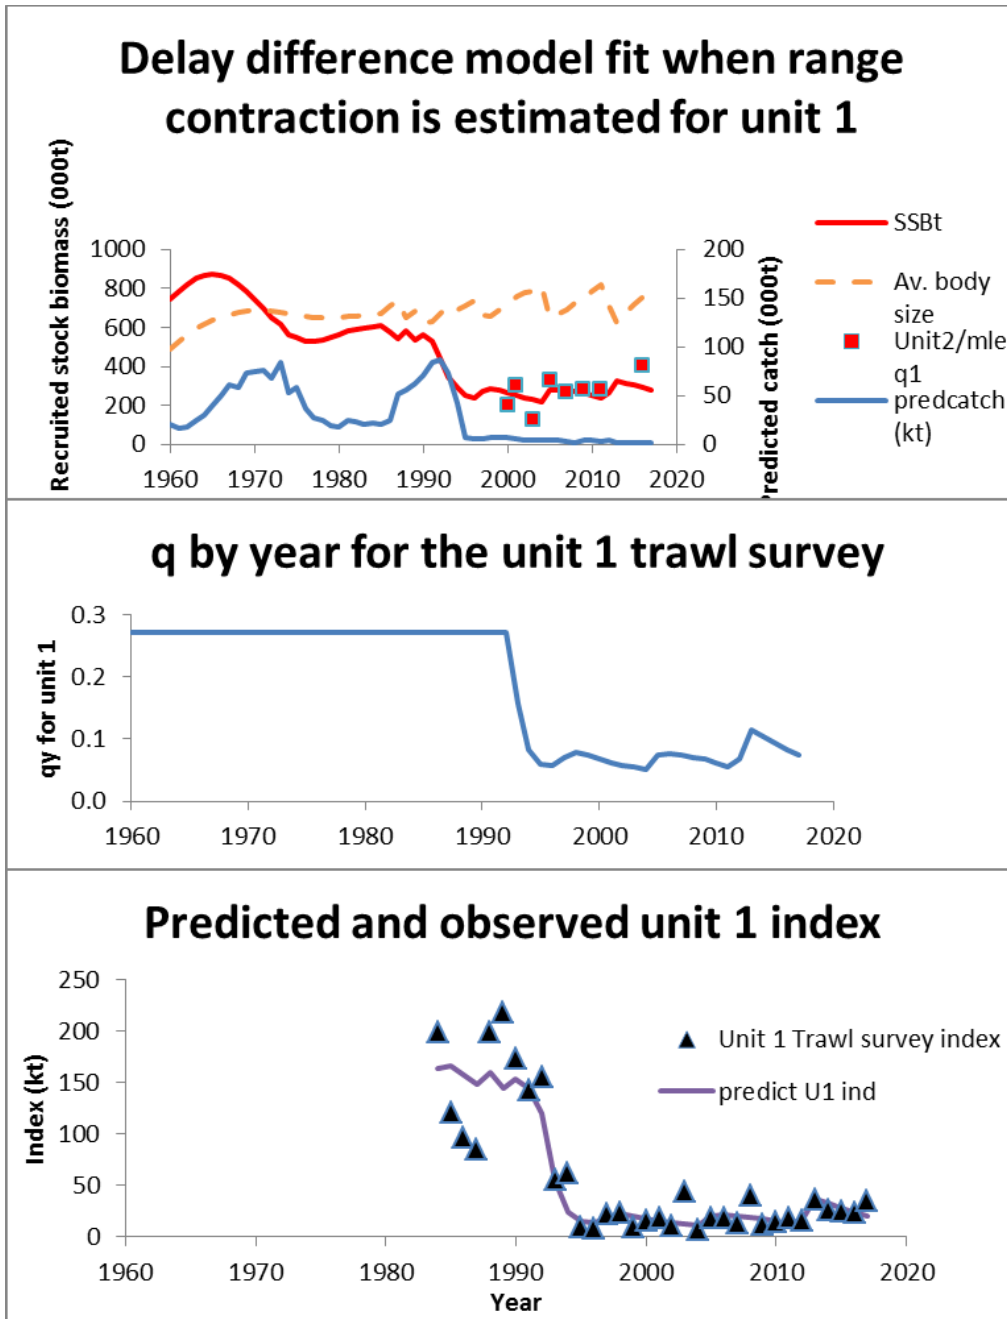 Delay difference model fit when range
contraction is estimated for unit 1
Recruited stock biomass (000t)
1000
800
600
400
200
0
200
150
100
50
0
Predicted catch (000t)
1960 1970 1980 1990 2000 2010 2020
SSBt
Av. body
size
Unit2/mle
q1
predcatch
(kt)
q by year for the unit 1 trawl survey
qy for unit 1
0.3
0.2
0.1
0.0
1960 1970 1980 1990 2000 2010 2020
Predicted and observed unit 1 index
Index (kt)
250
200
150
100
50
0
1960 1970 1980 1990 2000 2010 2020
Year
Unit 1 Trawl survey index
predict U1 ind